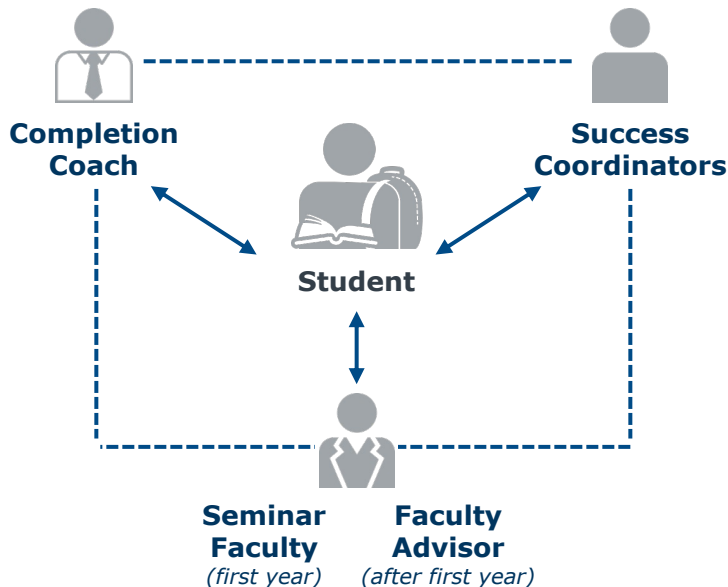 Completion
Coach
Success
Coordinators
Student
Seminar
Faculty
(first year)
Faculty
Advisor
(after first year)